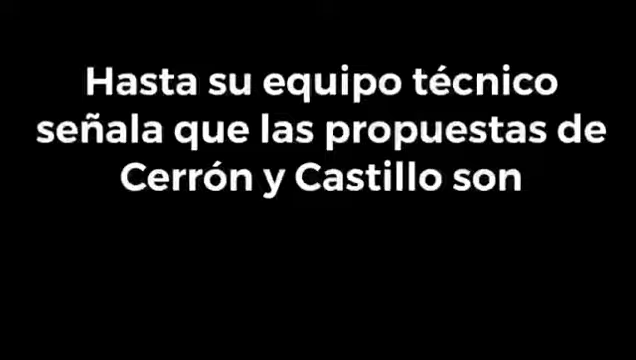 Hasta su equipo técnico
señala que las propuestas de
Cerrón y Castillo son